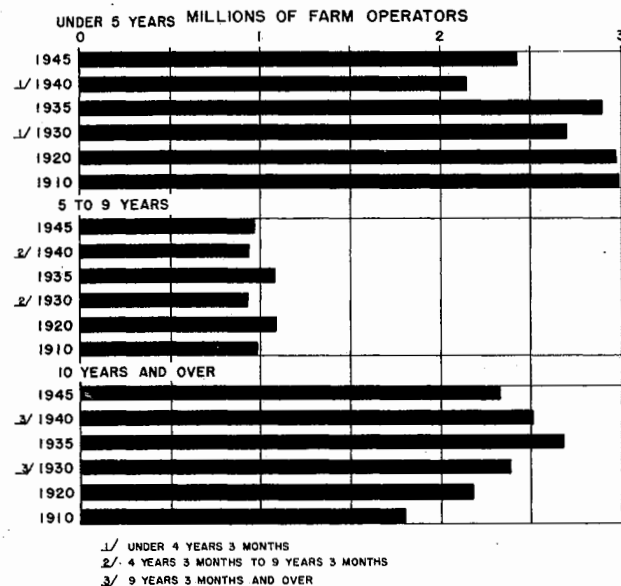 MILLIONS OF FARM OPERATORS
UNDER 5 YEARS
0 1 2 3
1945
1/ 1940
1935
1/ 1930
1920
1910
5 TO 9 YEARS
1945
2/ 1940
1935
2/ 1930
1920
1910
10 YEARS AND OVER
1945
3/ 1940
1935
3/ 1930
1920
1910
1/ UNDER 4 YEARS 3 MONTHS
2/ 4 YEARS 3 MONTHS TO 9 YEARS 3 MONTHS
3/ 9 YEARS 3 MONTHS AND OVER